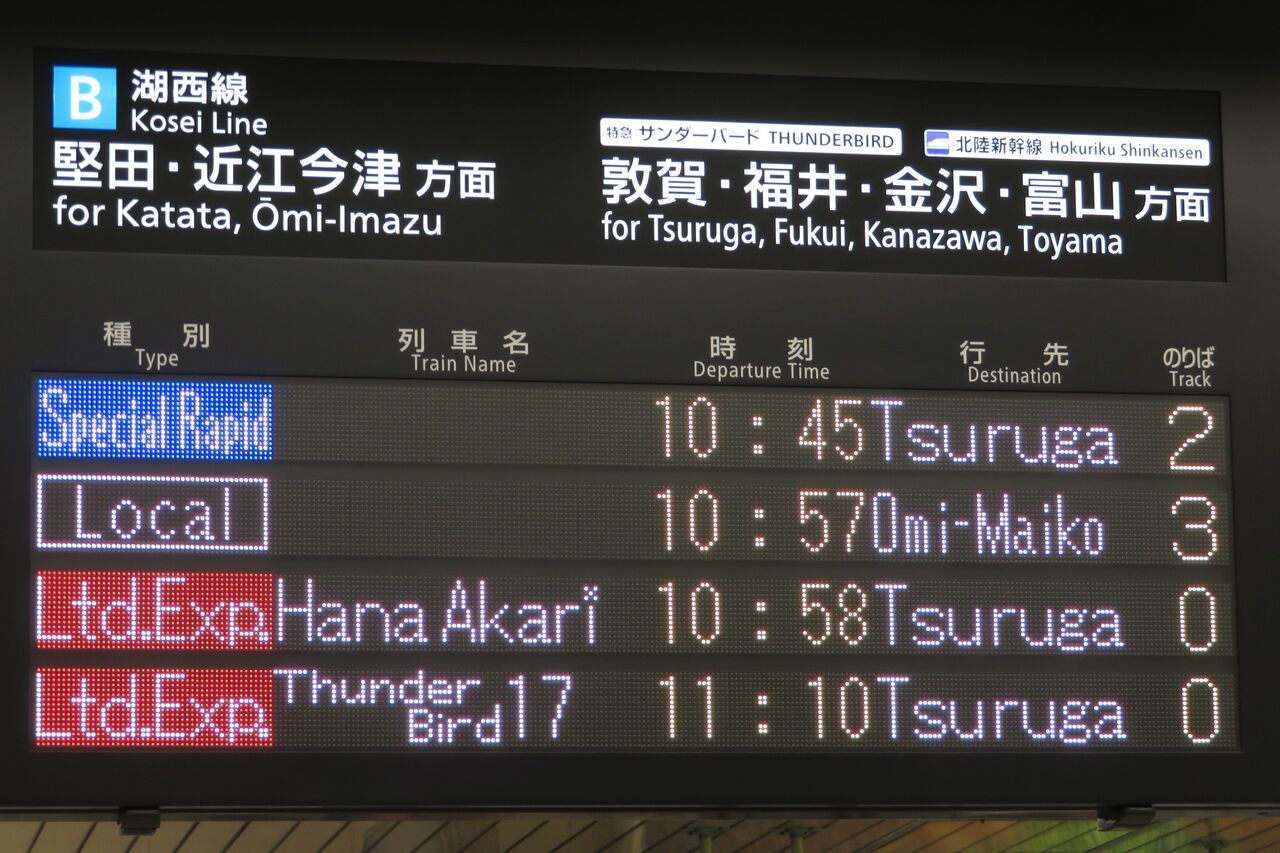 B 湖西線
Kosei Line
堅田・近江今津 方面
for Katata, Ōmi-Imazu
特急 サンダーバード THUNDERBIRD 北陸新幹線 Hokuriku Shinkansen
敦賀・福井・金沢・富山 方面
for Tsuruga, Fukui, Kanazawa, Toyama
種別 列車名 時刻 行先 のりば
Type Train Name Departure Time Destination Track
Special Rapid 10:45 Tsuruga 2
Local 10:57 Omi-Maiko 3
Ltd.Exp. Hana Akari 10:58 Tsuruga 0
Ltd.Exp. Thunder Bird 17 11:10 Tsuruga 0